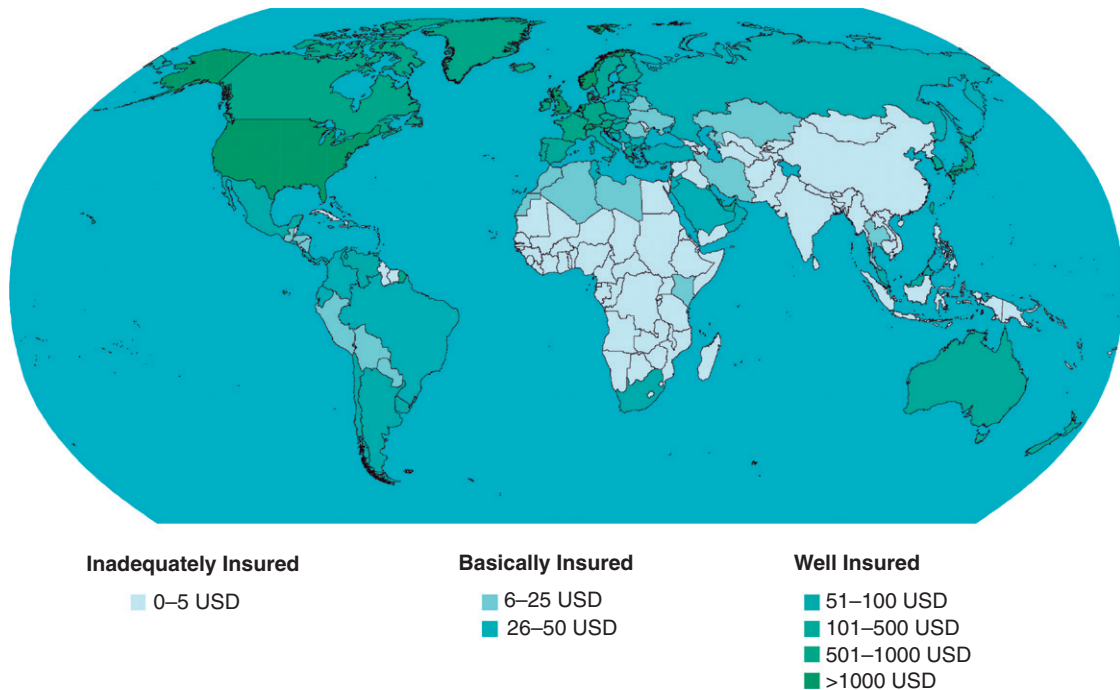 Inadequately Insured
0–5 USD
Basically Insured
6–25 USD
26–50 USD
Well Insured
51–100 USD
101–500 USD
501–1000 USD
>1000 USD